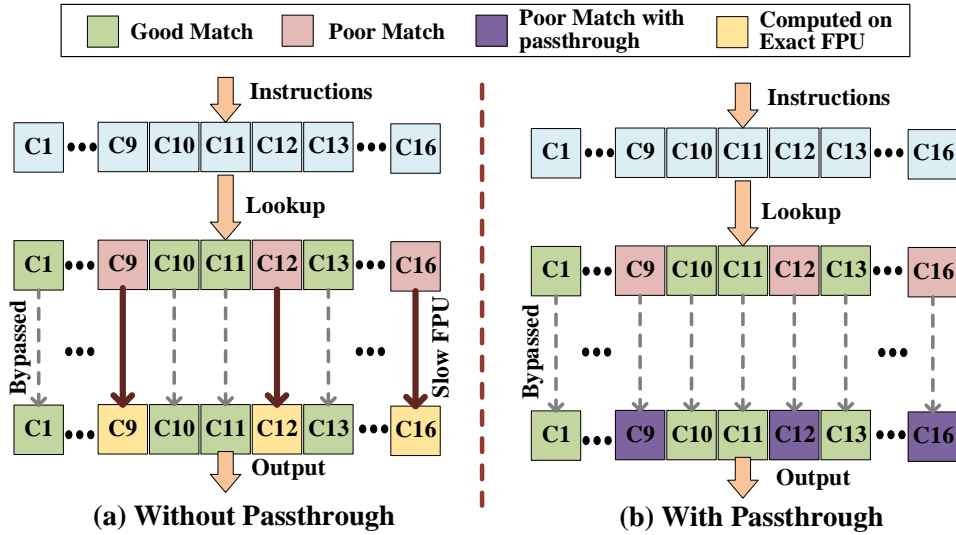 Good Match
Poor Match
Poor Match with
passthrough
Computed on
Exact FPU
Instructions
C1 ••• C9 C10 C11 C12 C13 ••• C16
Lookup
C1 ••• C9 C10 C11 C12 C13 ••• C16
Bypassed
•••
•••
Slow FPU
C1 ••• C9 C10 C11 C12 C13 ••• C16
Output
(a) Without Passthrough
Instructions
C1 ••• C9 C10 C11 C12 C13 ••• C16
Lookup
C1 ••• C9 C10 C11 C12 C13 ••• C16
Bypassed
•••
•••
C1 ••• C9 C10 C11 C12 C13 ••• C16
Output
(b) With Passthrough